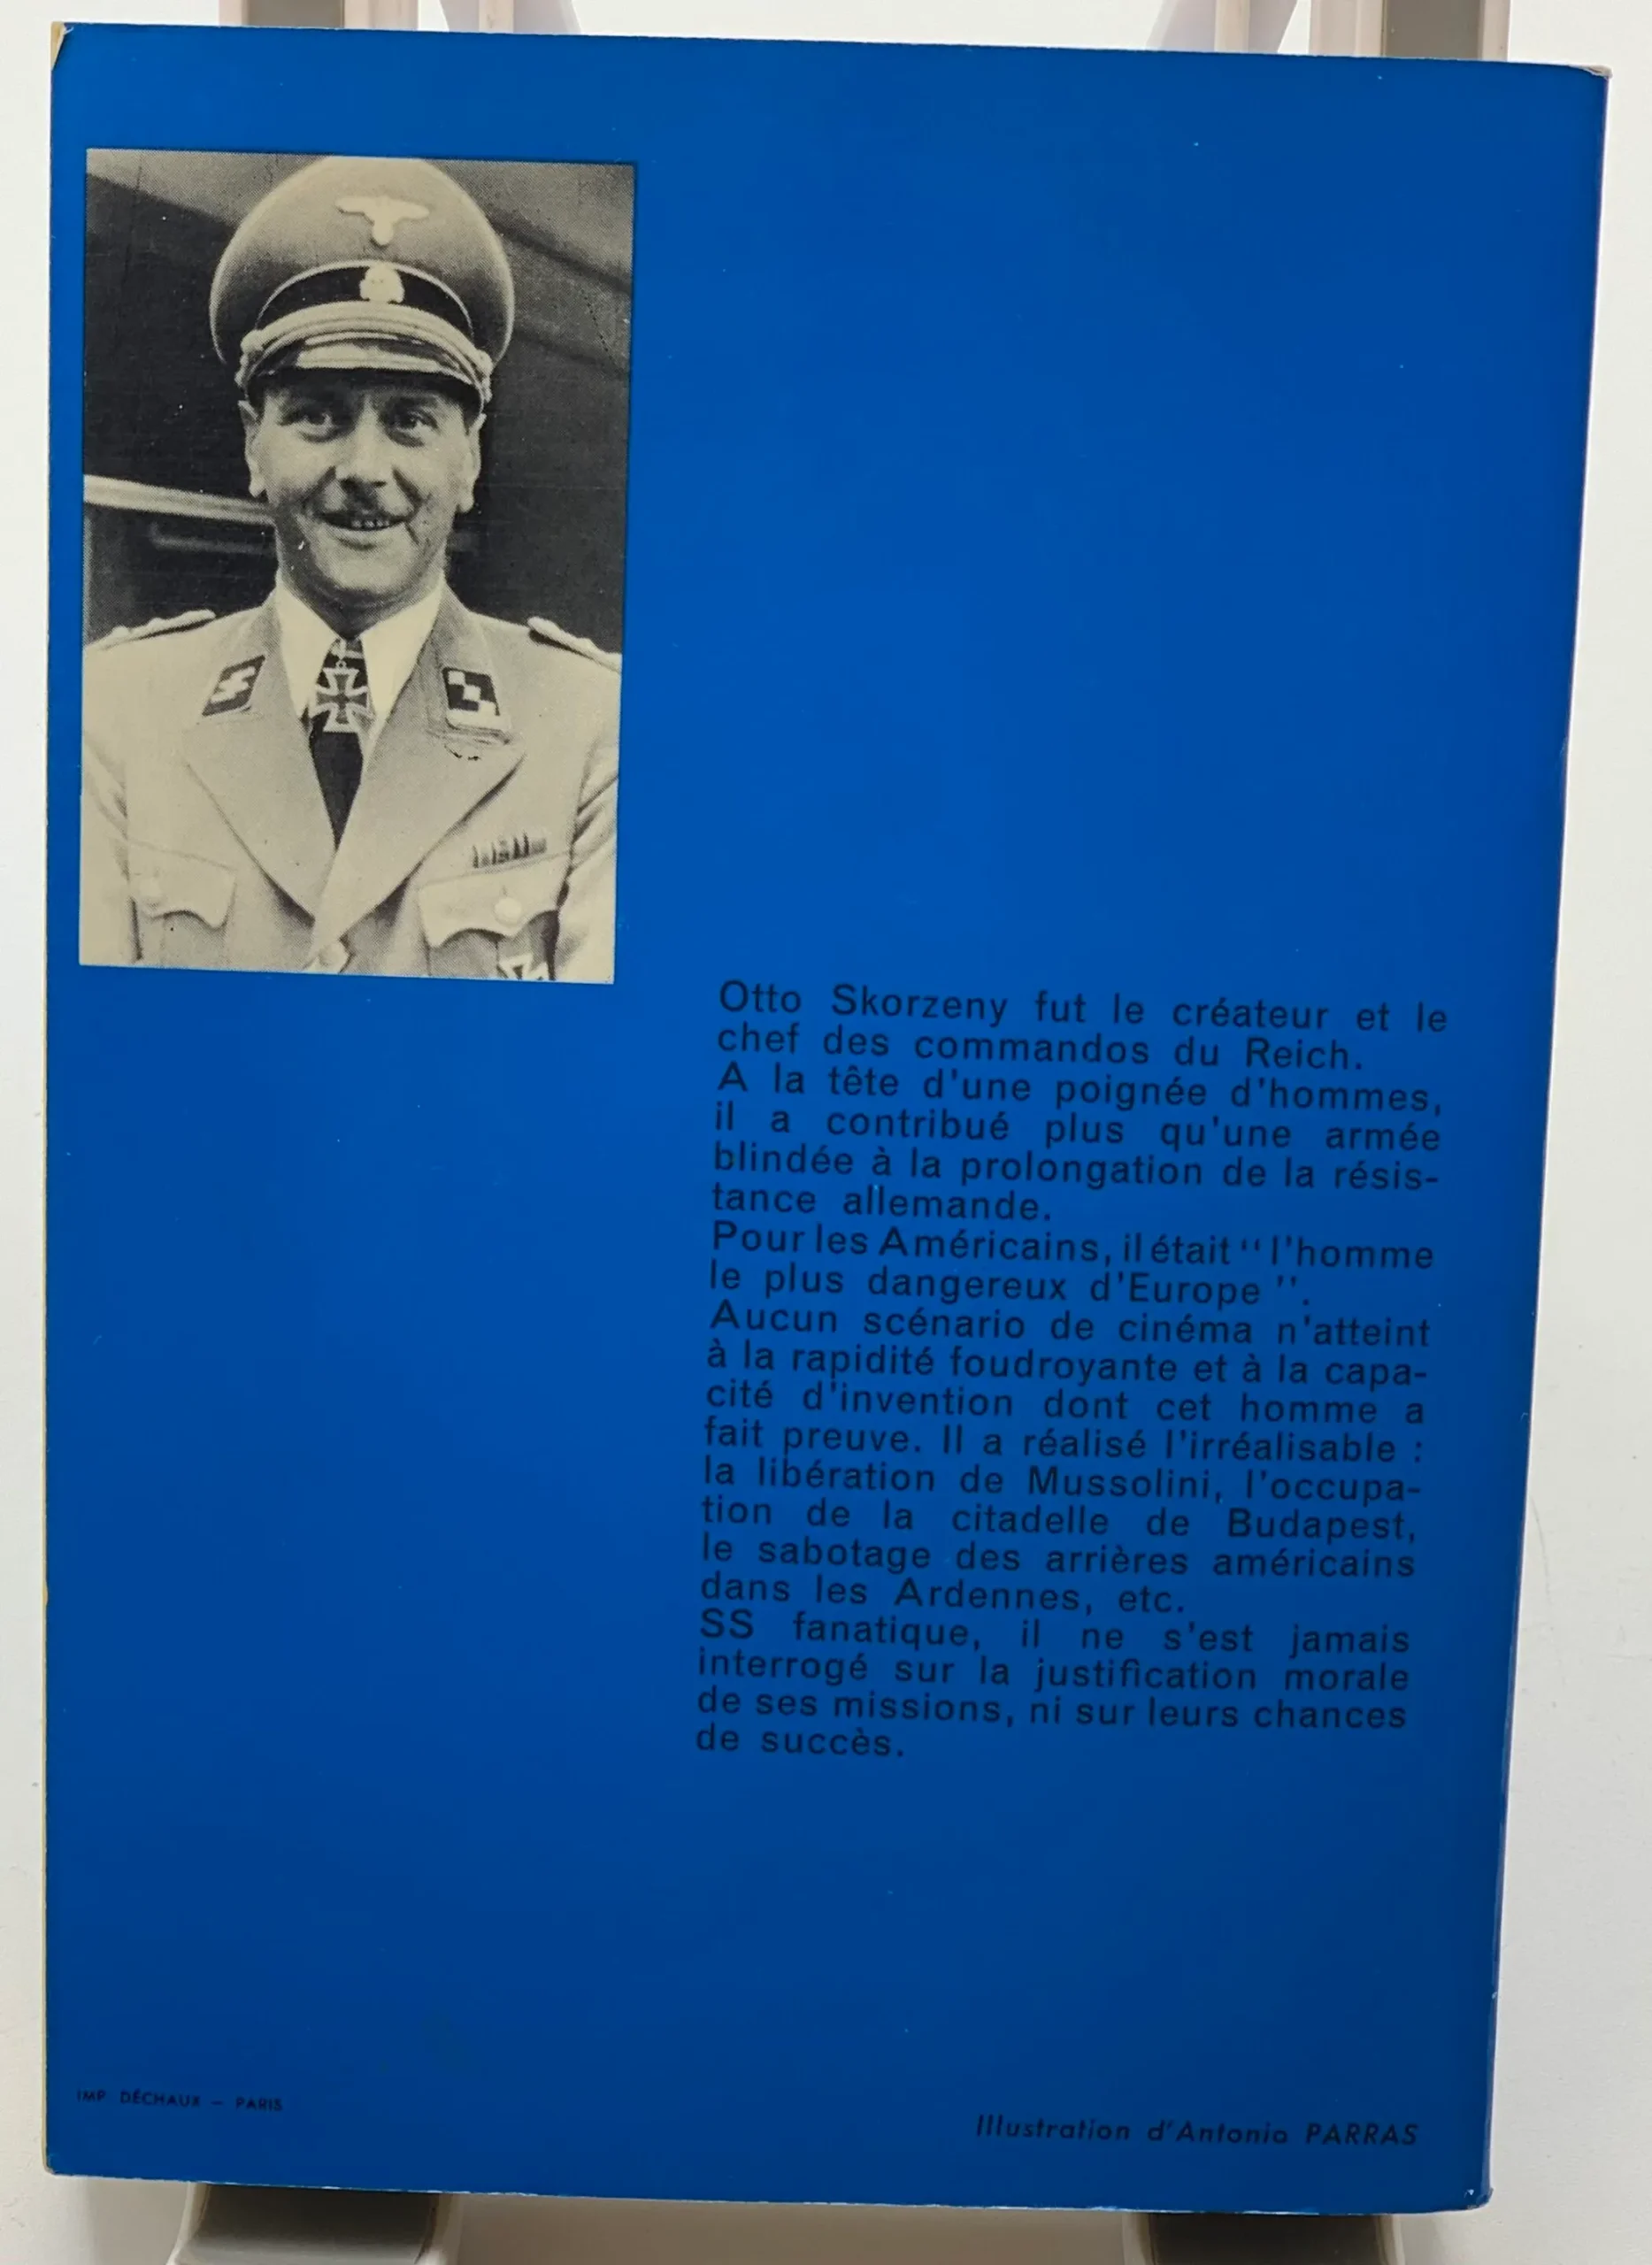 Otto Skorzeny fut le créateur et le
chef des commandos du Reich.
A la tête d'une poignée d'hommes,
il a contribué plus qu'une armée
blindée à la prolongation de la résis-
tance allemande.
Pour les Américains, il était “ l'homme
le plus dangereux d'Europe ”.
Aucun scénario de cinéma n'atteint
à la rapidité foudroyante et à la capa-
cité d'invention dont cet homme a
fait preuve. Il a réalisé l'irréalisable :
la libération de Mussolini, l'occupa-
tion de la citadelle de Budapest,
le sabotage des arrières américains
dans les Ardennes, etc.
SS fanatique, il ne s'est jamais
interrogé sur la justification morale
de ses missions, ni sur leurs chances
de succès.
IMP. DÉCHAUX — PARIS
Illustration d'Antonio PARRAS